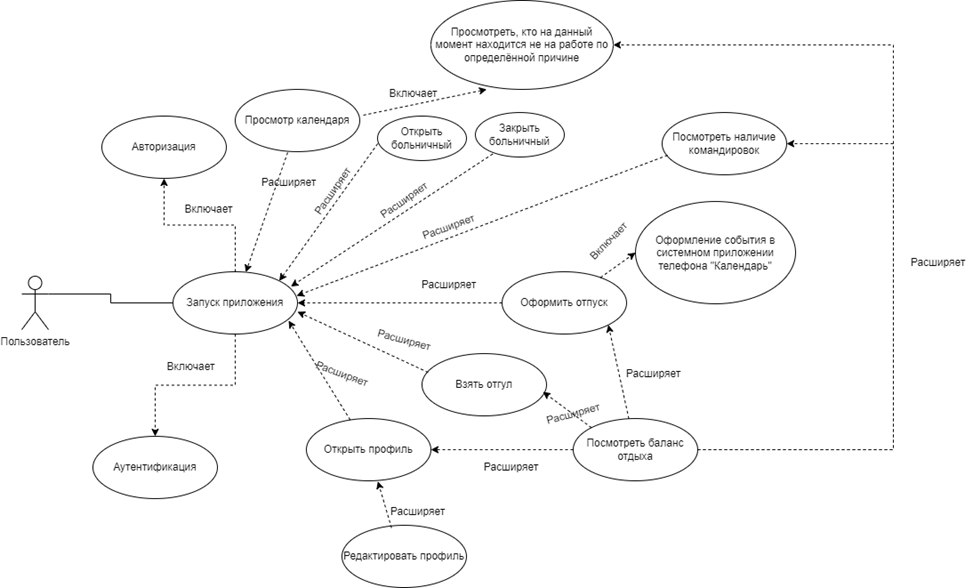 Просмотреть, кто на данный
момент находится не на работе по
определённой причине
Включает
Просмотр календаря
Открыть
больничный
Закрыть
больничный
Посмотреть наличие
командировок
Авторизация
Расширяет
Расширяет
Расширяет
Включает
Расширяет
Включает
Оформление события в
системном приложении
телефона "Календарь"
Расширяет
Расширяет
Запуск приложения
Оформить отпуск
Пользователь
Расширяет
Включает
Расширяет
Расширяет
Взять отгул
Расширяет
Открыть профиль
Посмотреть баланс
отдыха
Аутентификация
Расширяет
Расширяет
Редактировать профиль